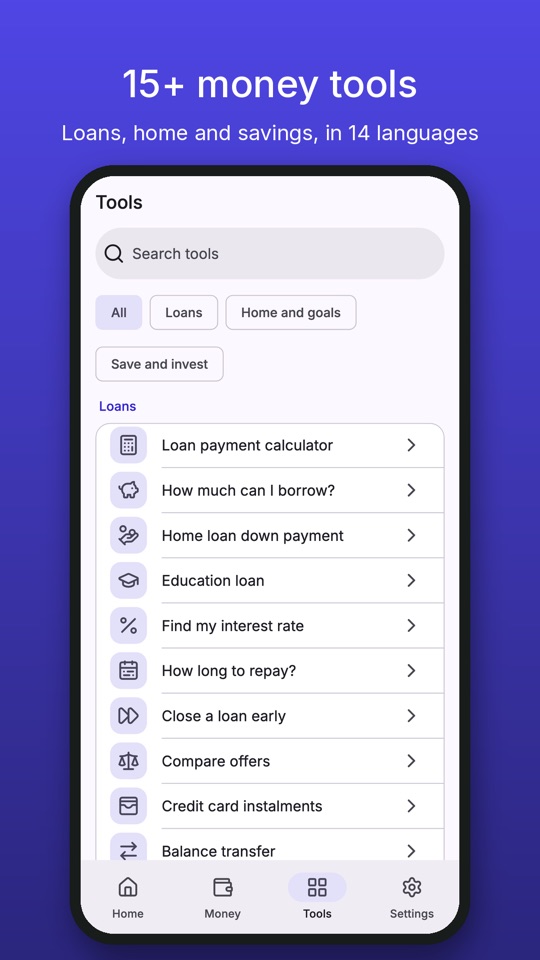 15+ money tools
Loans, home and savings, in 14 languages
Tools
Search tools
All
Loans
Home and goals
Save and invest
Loans
Loan payment calculator
How much can I borrow?
Home loan down payment
Education loan
Find my interest rate
How long to repay?
Close a loan early
Compare offers
Credit card instalments
Balance transfer
Home
Money
Tools
Settings